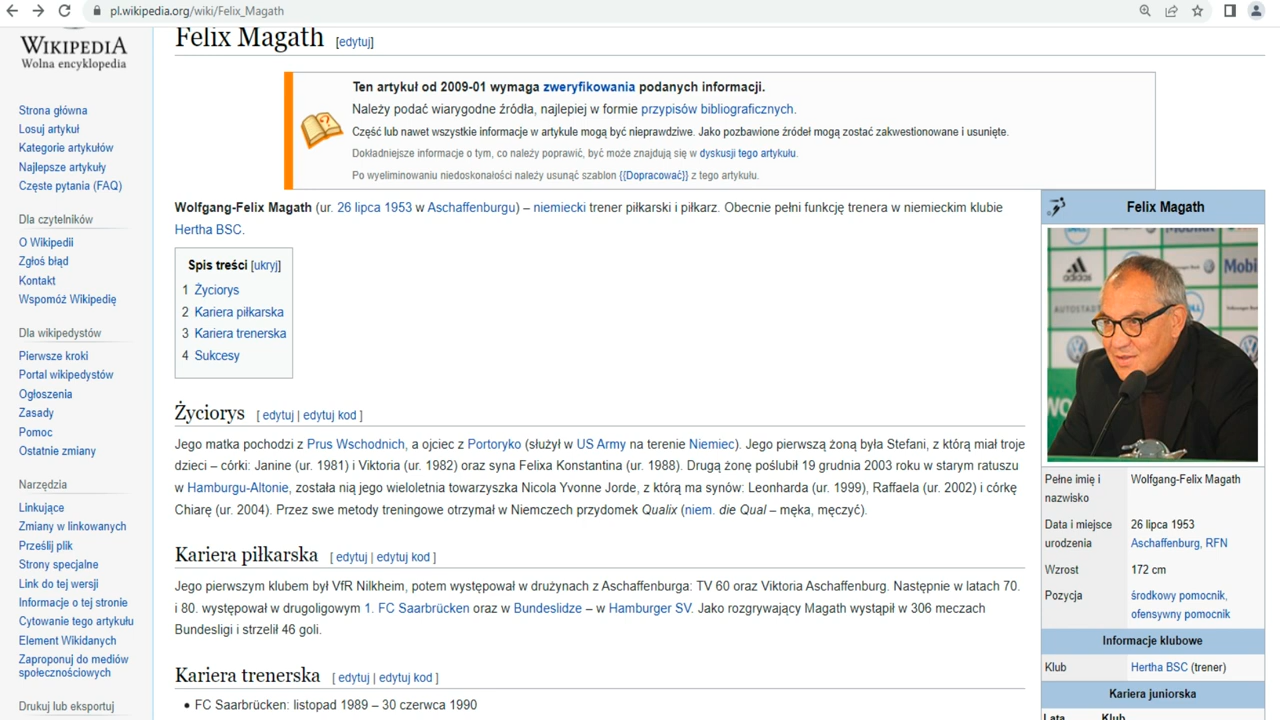 pl.wikipedia.org/wiki/Felix_Magath
WIKIPEDIA
Wolna encyklopedia
Strona główna
Losuj artykuł
Kategorie artykułów
Najlepsze artykuły
Częste pytania (FAQ)
Dla czytelników
O Wikipedii
Zgłoś błąd
Kontakt
Wspomóż Wikipedię
Dla wikipedystów
Pierwsze kroki
Portal wikipedystów
Ogłoszenia
Zasady
Pomoc
Ostatnie zmiany
Narzędzia
Linkujące
Zmiany w linkowanych
Prześlij plik
Strony specjalne
Link do tej wersji
Informacje o tej stronie
Cytowanie tego artykułu
Element Wikidanych
Zaproponuj do mediów
społecznościowych
Drukuj lub eksportuj
Felix Magath [edytuj]
Ten artykuł od 2009-01 wymaga zweryfikowania podanych informacji.
Należy podać wiarygodne źródła, najlepiej w formie przypisów bibliograficznych.
Część lub nawet wszystkie informacje w artykule mogą być nieprawdziwe. Jako pozbawione źródeł mogą zostać zakwestionowane i usunięte.
Dokładniejsze informacje o tym, co należy poprawić, być może znajdują się w dyskusji tego artykułu.
Po wyeliminowaniu niedoskonałości należy usunąć szablon {{Dopracować}} z tego artykułu.
Wolfgang-Felix Magath (ur. 26 lipca 1953 w Aschaffenburgu) – niemiecki trener piłkarski i piłkarz. Obecnie pełni funkcję trenera w niemieckim klubie
Hertha BSC.
Spis treści [ukryj]
1 Życiorys
2 Kariera piłkarska
3 Kariera trenerska
4 Sukcesy
Życiorys [ edytuj | edytuj kod ]
Jego matka pochodzi z Prus Wschodnich, a ojciec z Portoryko (służył w US Army na terenie Niemiec). Jego pierwszą żoną była Stefani, z którą miał troje
dzieci – córki: Janine (ur. 1981) i Viktoria (ur. 1982) oraz syna Felixa Konstantina (ur. 1988). Drugą żonę poślubił 19 grudnia 2003 roku w starym ratuszu
w Hamburgu-Altonie, została nią jego wieloletnia towarzyszka Nicola Yvonne Jorde, z którą ma synów: Leonharda (ur. 1999), Raffaela (ur. 2002) i córkę
Chiarę (ur. 2004). Przez swe metody treningowe otrzymał w Niemczech przydomek Qualix (niem. die Qual – męka, męczyć).
Kariera piłkarska [ edytuj | edytuj kod ]
Jego pierwszym klubem był VfR Nilkheim, potem występował w drużynach z Aschaffenburga: TV 60 oraz Viktoria Aschaffenburg. Następnie w latach 70.
i 80. występował w drugoligowym 1. FC Saarbrücken oraz w Bundeslidze – w Hamburger SV. Jako rozgrywający Magath wystąpił w 306 meczach
Bundesligi i strzelił 46 goli.
Kariera trenerska [ edytuj | edytuj kod ]
• FC Saarbrücken: listopad 1989 – 30 czerwca 1990
Felix Magath
adidas
Mobi
AUTOSTADT
DELL
WO
Pełne imię i nazwisko Wolfgang-Felix Magath
Data i miejsce urodzenia 26 lipca 1953
Aschaffenburg, RFN
Wzrost 172 cm
Pozycja środkowy pomocnik,
ofensywny pomocnik
Informacje klubowe
Klub Hertha BSC (trener)
Kariera juniorska
Lata Klub